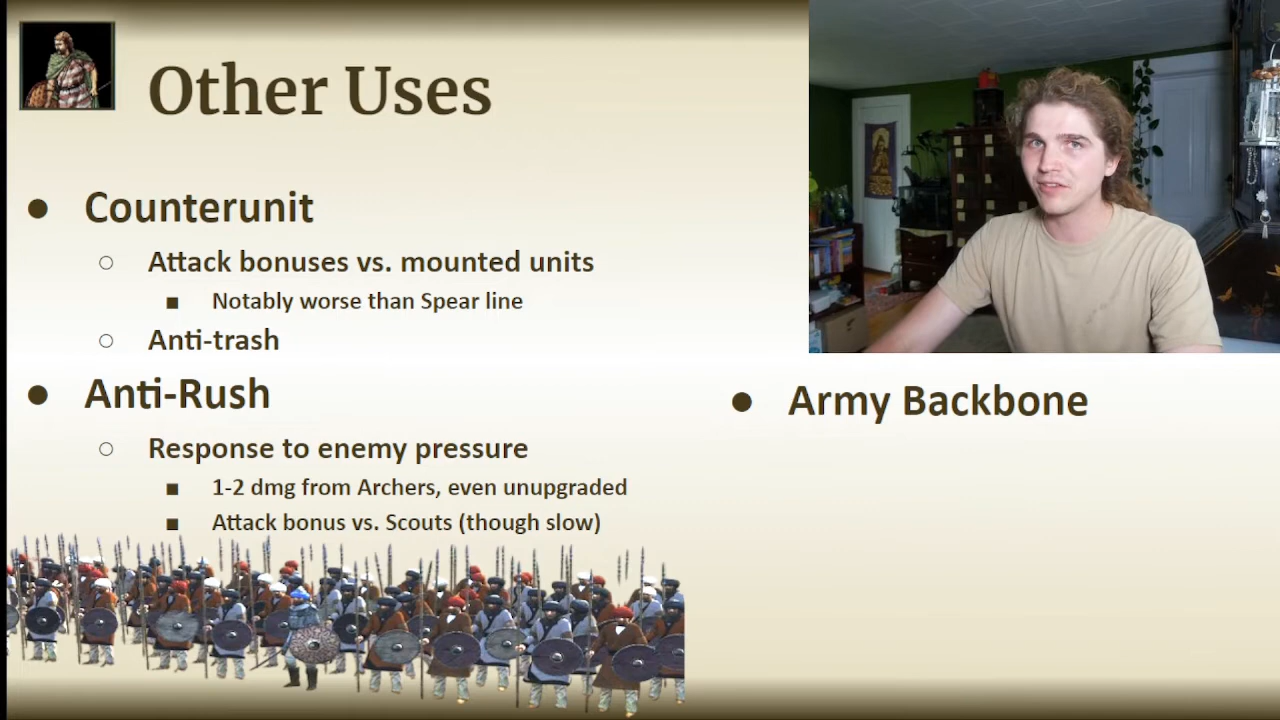 Other Uses
● Counterunit
○ Attack bonuses vs. mounted units
■ Notably worse than Spear line
○ Anti-trash
● Anti-Rush
○ Response to enemy pressure
■ 1-2 dmg from Archers, even unupgraded
■ Attack bonus vs. Scouts (though slow)
● Army Backbone